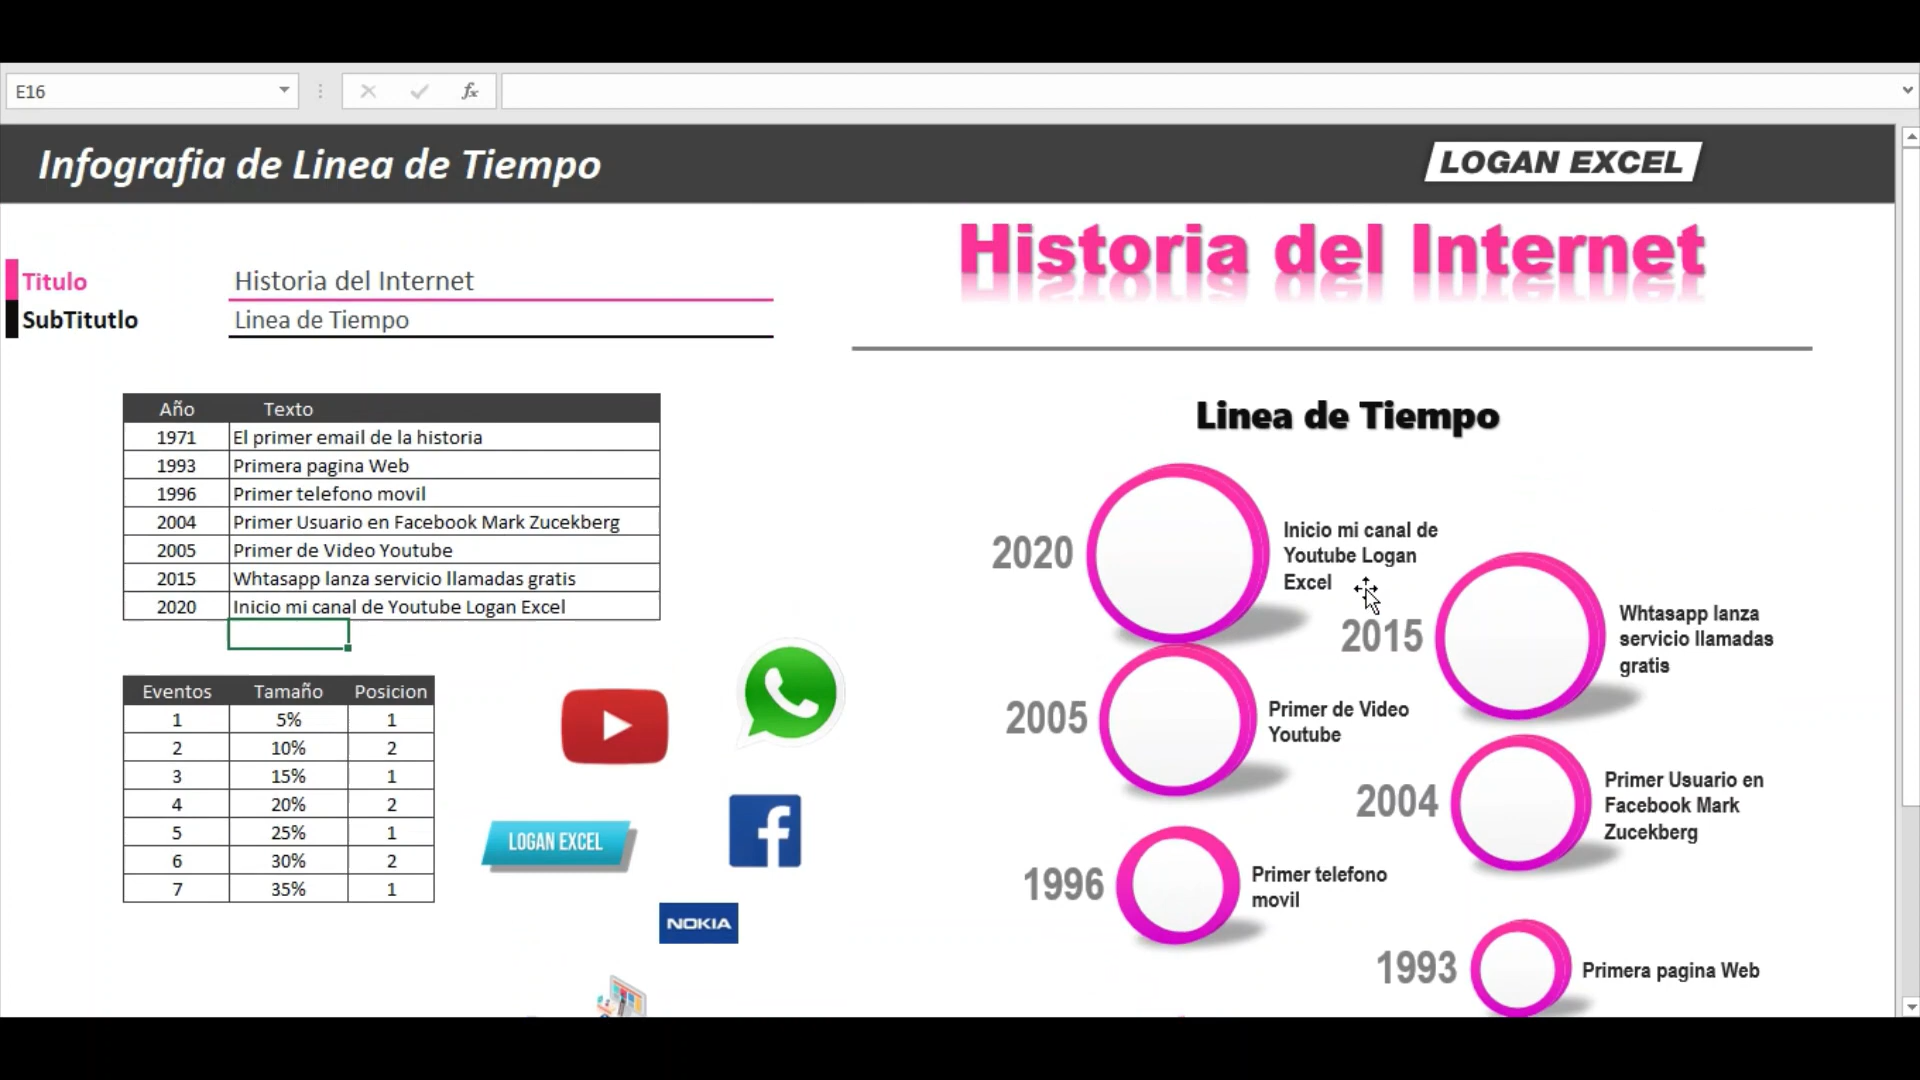 E16
fx
Infografia de Linea de Tiempo
LOGAN EXCEL
Titulo
Historia del Internet
SubTitutlo
Linea de Tiempo
Año Texto
1971 El primer email de la historia
1993 Primera pagina Web
1996 Primer telefono movil
2004 Primer Usuario en Facebook Mark Zucekberg
2005 Primer de Video Youtube
2015 Whtasapp lanza servicio llamadas gratis
2020 Inicio mi canal de Youtube Logan Excel
Eventos Tamaño Posicion
1 5% 1
2 10% 2
3 15% 1
4 20% 2
5 25% 1
6 30% 2
7 35% 1
LOGAN EXCEL
f
NOKIA
Historia del Internet
Linea de Tiempo
2020
Inicio mi canal de
Youtube Logan
Excel
2015
Whtasapp lanza
servicio llamadas
gratis
2005
Primer de Video
Youtube
2004
Primer Usuario en
Facebook Mark
Zucekberg
1996
Primer telefono
movil
1993
Primera pagina Web